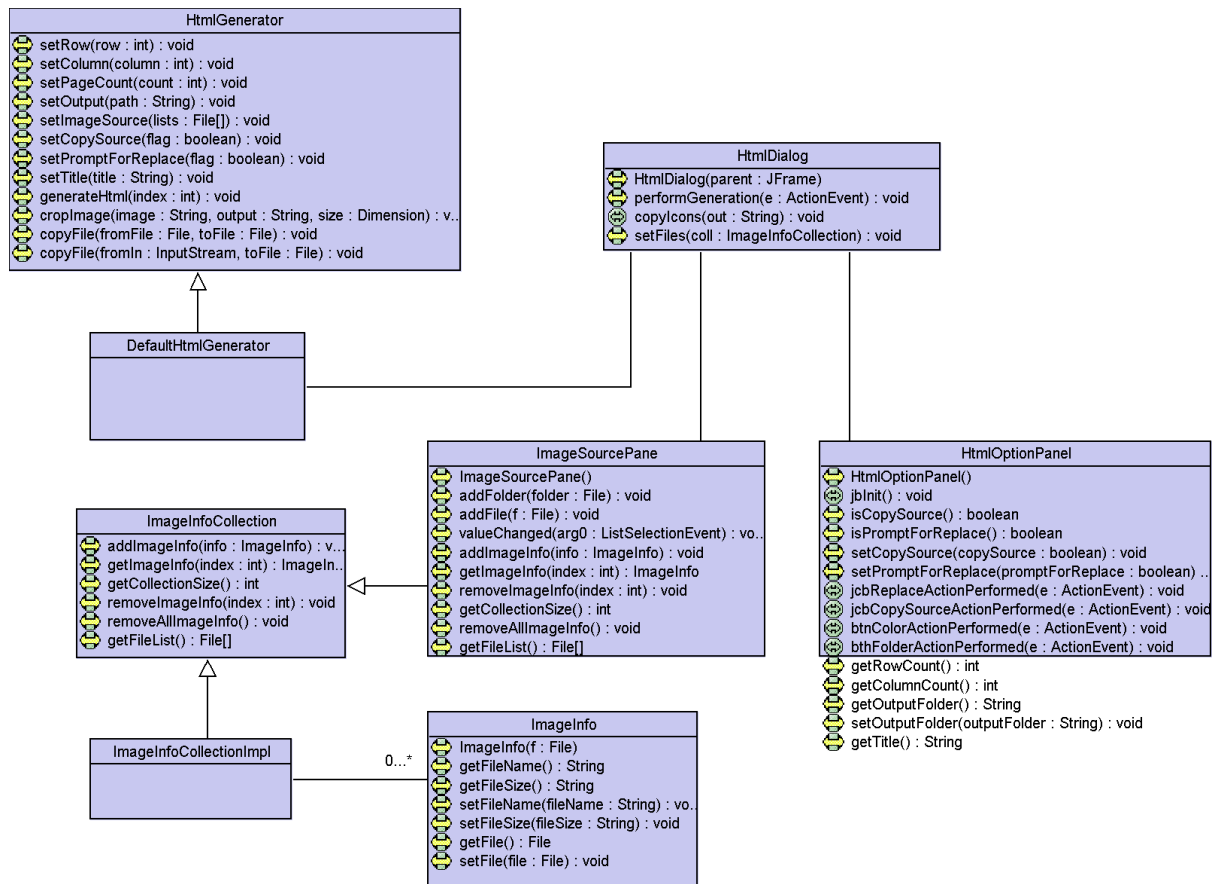 HtmlGenerator
setRow(row : int) : void
setColumn(column : int) : void
setPageCount(count : int) : void
setOutput(path : String) : void
setImageSource(lists : File[]) : void
setCopySource(flag : boolean) : void
setPromptForReplace(flag : boolean) : void
setTitle(title : String) : void
generateHtml(index : int) : void
cropImage(image : String, output : String, size : Dimension) : v...
copyFile(fromFile : File, toFile : File) : void
copyFile(fromIn : InputStream, toFile : File) : void
HtmlDialog
HtmlDialog(parent : JFrame)
performGeneration(e : ActionEvent) : void
copyIcons(out : String) : void
setFiles(coll : ImageInfoCollection) : void
DefaultHtmlGenerator
ImageSourcePane
ImageSourcePane()
addFolder(folder : File) : void
addFile(f : File) : void
valueChanged(arg0 : ListSelectionEvent) : vo...
addImageInfo(info : ImageInfo) : void
getImageInfo(index : int) : ImageInfo
removeImageInfo(index : int) : void
getCollectionSize() : int
removeAllImageInfo() : void
getFileList() : File[]
HtmlOptionPanel
HtmlOptionPanel()
jbInit() : void
isCopySource() : boolean
isPromptForReplace() : boolean
setCopySource(copySource : boolean) : void
setPromptForReplace(promptForReplace : boolean) ...
jcbReplaceActionPerformed(e : ActionEvent) : void
jcbCopySourceActionPerformed(e : ActionEvent) : void
btnColorActionPerformed(e : ActionEvent) : void
bthFolderActionPerformed(e : ActionEvent) : void
getRowCount() : int
getColumnCount() : int
getOutputFolder() : String
setOutputFolder(outputFolder : String) : void
getTitle() : String
ImageInfoCollection
addImageInfo(info : ImageInfo) : v...
getImageInfo(index : int) : ImageIn...
getCollectionSize() : int
removeImageInfo(index : int) : void
removeAllImageInfo() : void
getFileList() : File[]
ImageInfoCollectionImpl
0...*
ImageInfo
ImageInfo(f : File)
getFileName() : String
getFileSize() : String
setFileName(fileName : String) : vo...
setFileSize(fileSize : String) : void
getFile() : File
setFile(file : File) : void